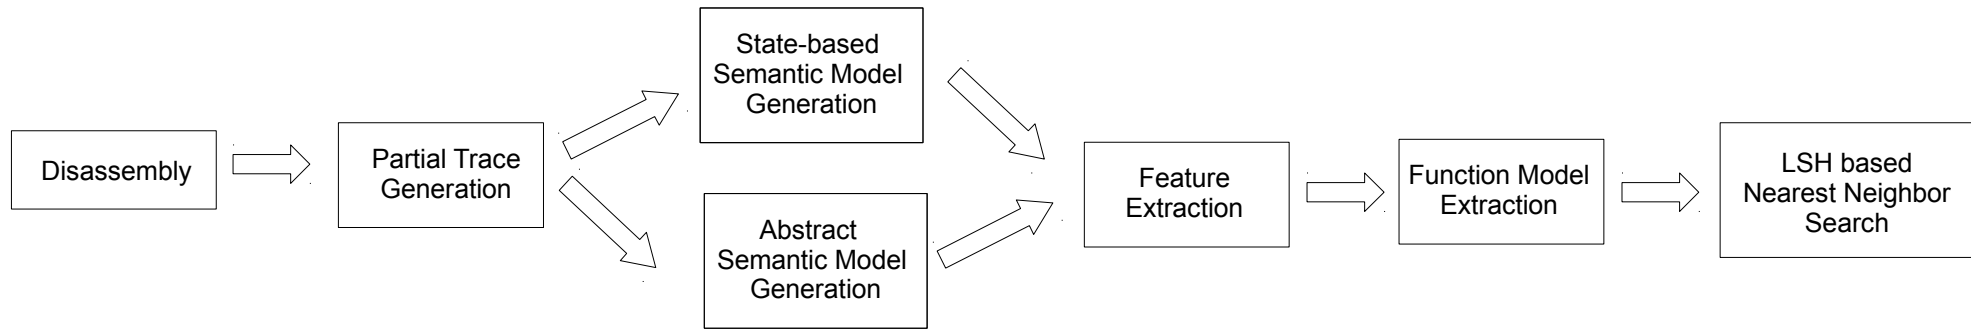 Disassembly
Partial Trace
Generation
State-based
Semantic Model
Generation
Abstract
Semantic Model
Generation
Feature
Extraction
Function Model
Extraction
LSH based
Nearest Neighbor
Search